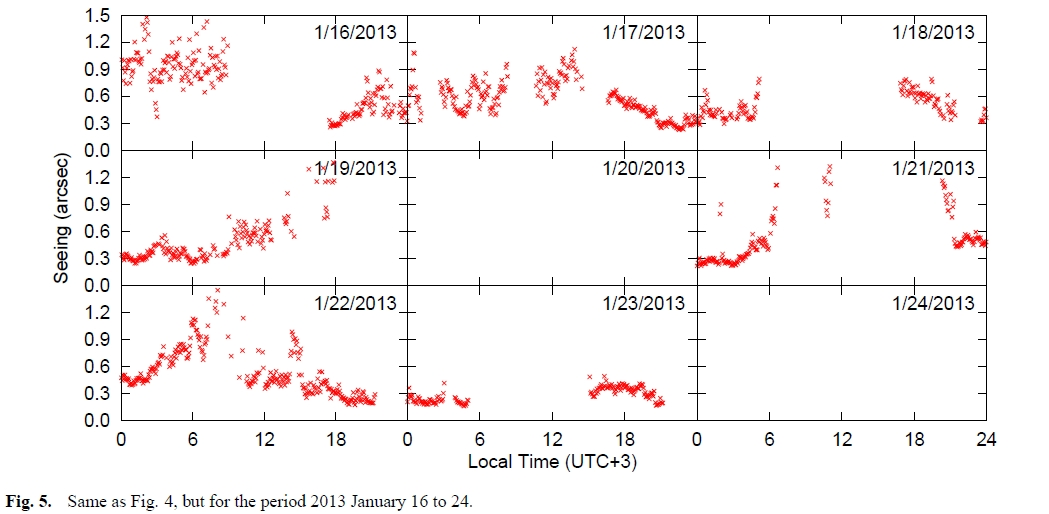 1.5
1/16/2013 1/17/2013 1/18/2013
1.2
0.9
0.6
0.3
0.0
1/19/2013 1/20/2013 1/21/2013
1.2
0.9
0.6
0.3
0.0
1/22/2013 1/23/2013 1/24/2013
1.2
0.9
0.6
0.3
0.0
Seeing (arcsec)
0 6 12 18 0 6 12 18 0 6 12 18 24
Local Time (UTC+3)
Fig. 5. Same as Fig. 4, but for the period 2013 January 16 to 24.